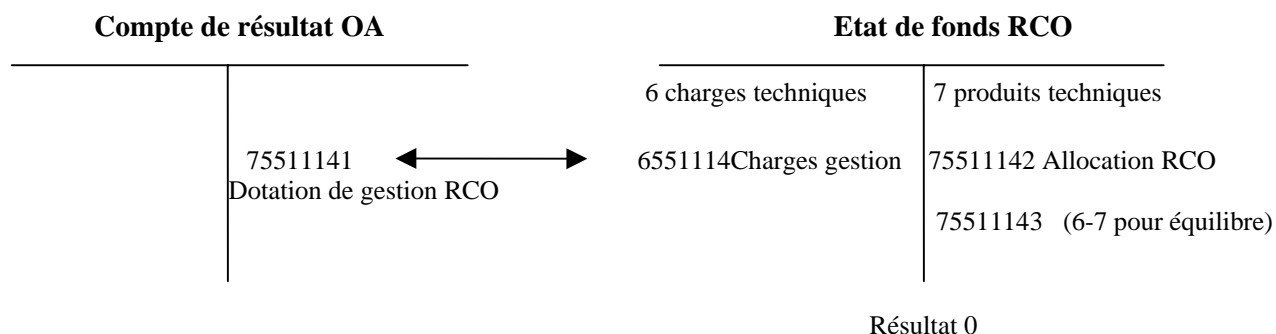 Compte de résultat OA
Etat de fonds RCO
6 charges techniques
7 produits techniques
75511141
Dotation de gestion RCO
6551114Charges gestion
75511142 Allocation RCO
75511143 (6-7 pour équilibre)
Résultat 0